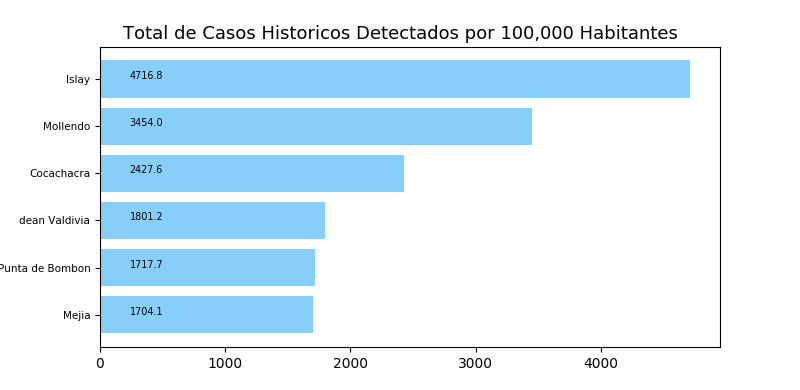 Total de Casos Historicos Detectados por 100,000 Habitantes
Islay 4716.8
Mollendo 3454.0
Cocachacra 2427.6
dean Valdivia 1801.2
Punta de Bombon 1717.7
Mejia 1704.1
0 1000 2000 3000 4000